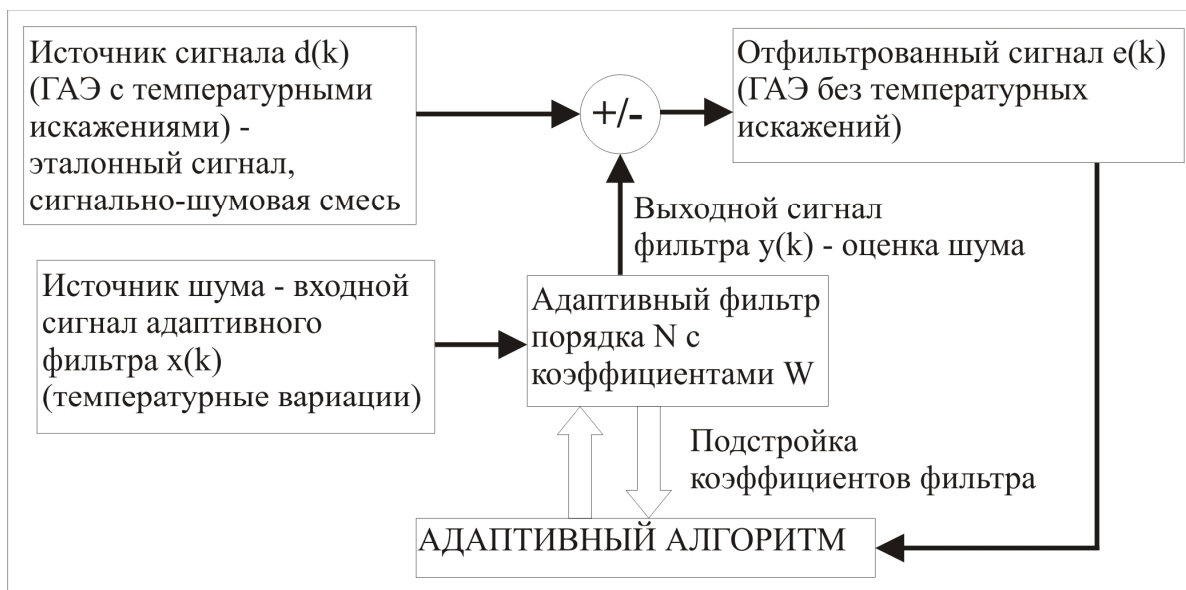 Источник сигнала d(k)
(ГАЭ с температурными
искажениями) -
эталонный сигнал,
сигнально-шумовая смесь
+/-
Отфильтрованный сигнал e(k)
(ГАЭ без температурных
искажений)
Выходной сигнал
фильтра y(k) - оценка шума
Источник шума - входной
сигнал адаптивного
фильтра x(k)
(температурные вариации)
Адаптивный фильтр
порядка N с
коэффициентами W
Подстройка
коэффициентов фильтра
АДАПТИВНЫЙ АЛГОРИТМ